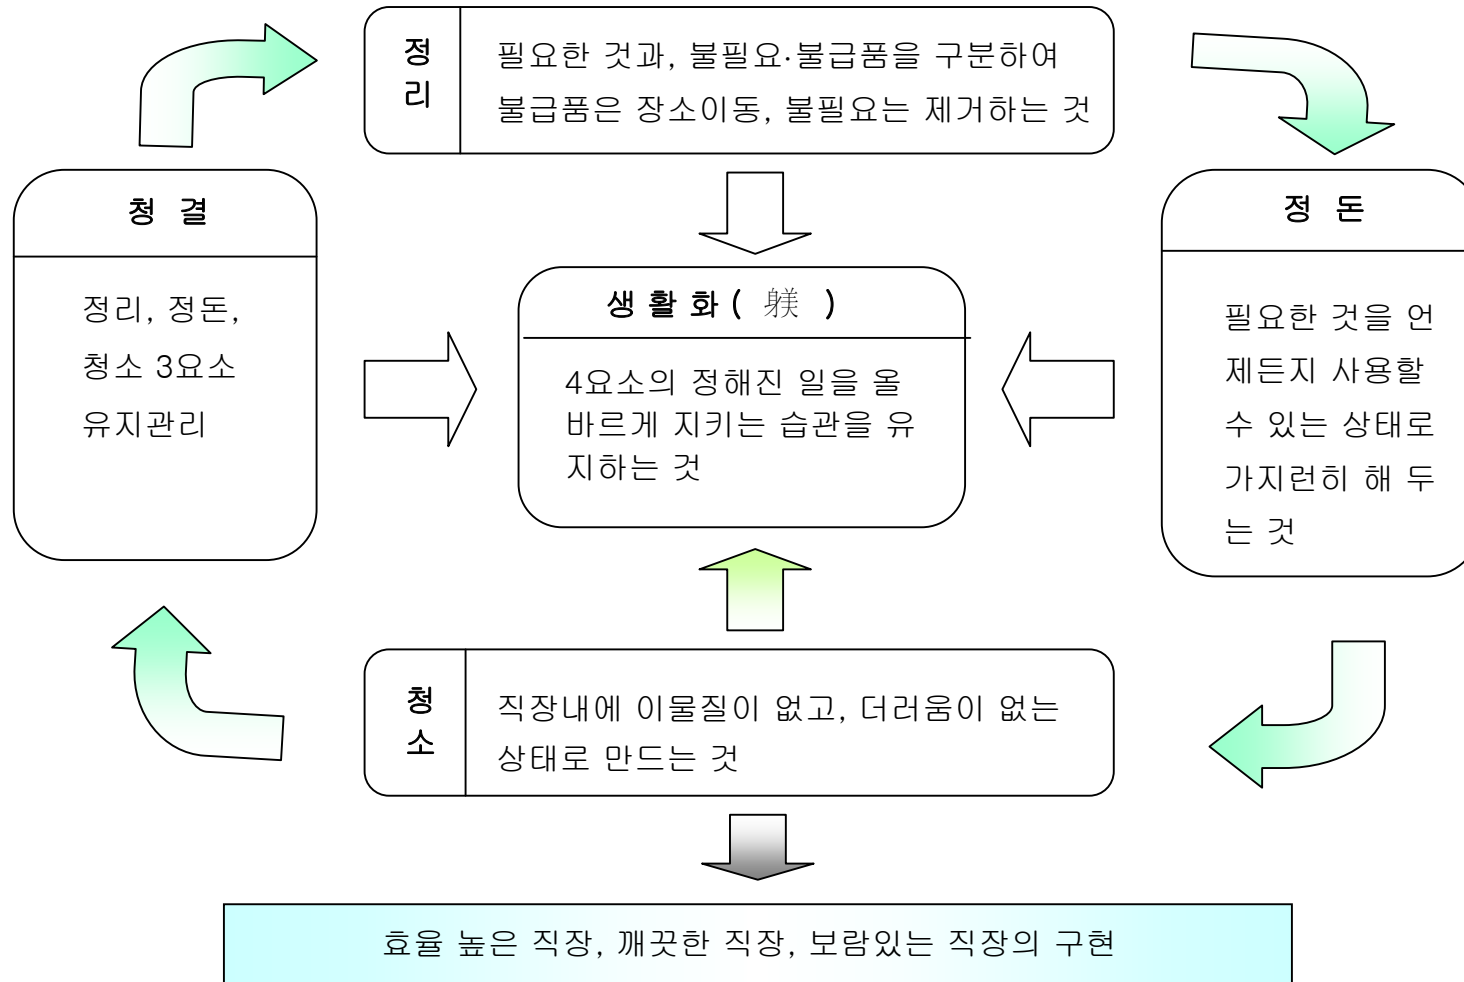 정
리
필요한 것과, 불필요·불급품을 구분하여
불급품은 장소이동, 불필요는 제거하는 것
청 결
정리, 정돈,
청소 3요소
유지관리
생 활 화 ( 躾 )
4요소의 정해진 일을 올
바르게 지키는 습관을 유
지하는 것
정 돈
필요한 것을 언
제든지 사용할
수 있는 상태로
가지런히 해 두
는 것
청
소
직장내에 이물질이 없고, 더러움이 없는
상태로 만드는 것
효율 높은 직장, 깨끗한 직장, 보람있는 직장의 구현